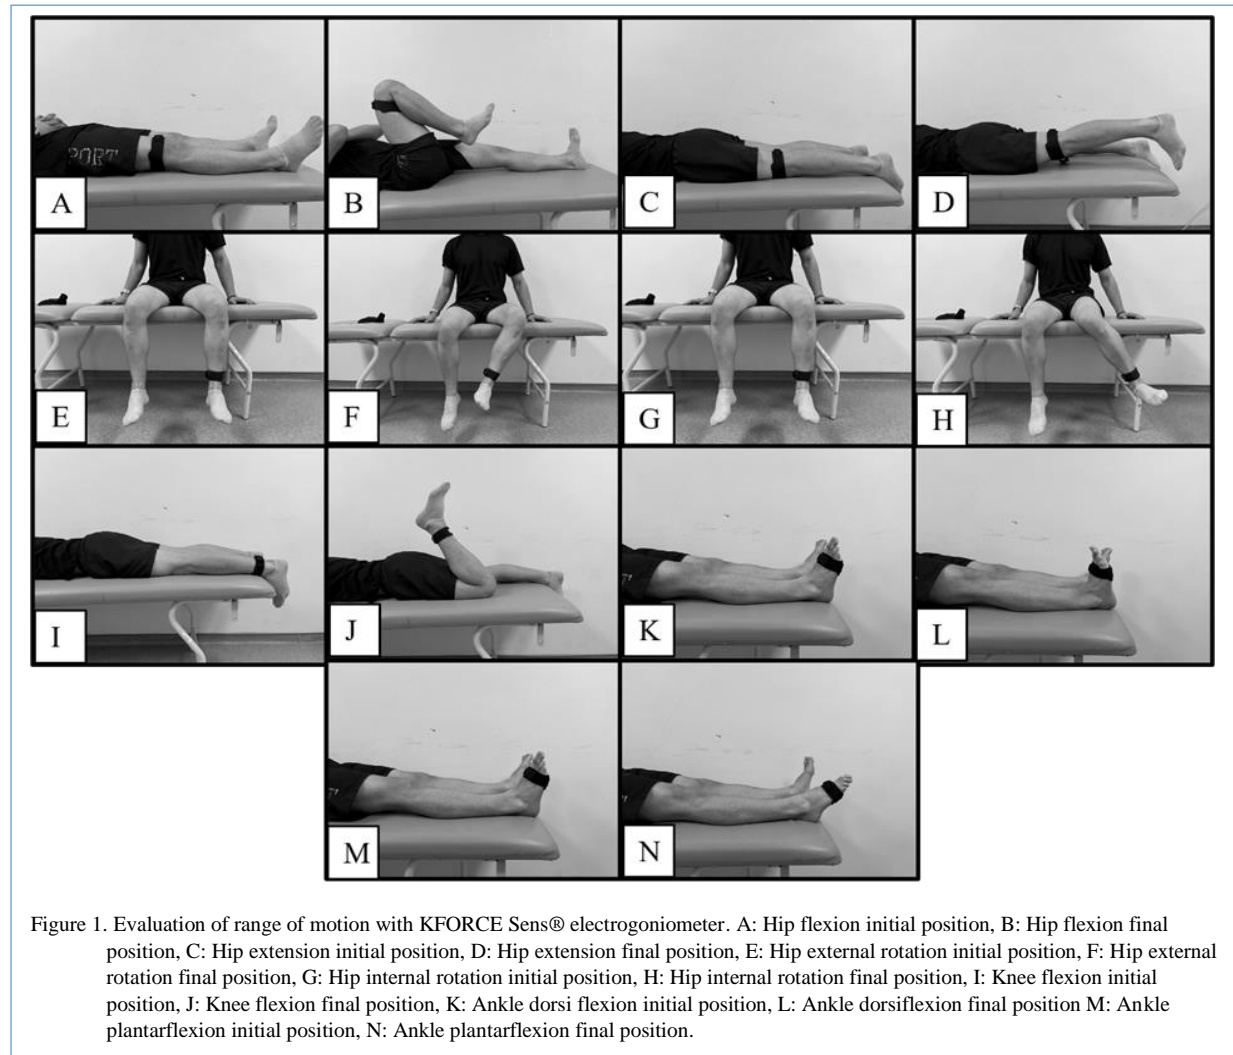 PORT
A
B
C
D
E
F
G
H
I
J
K
L
M
N
Figure 1. Evaluation of range of motion with KFORCE Sens® electrogoniometer. A: Hip flexion initial position, B: Hip flexion final
position, C: Hip extension initial position, D: Hip extension final position, E: Hip external rotation initial position, F: Hip external
rotation final position, G: Hip internal rotation initial position, H: Hip internal rotation final position, I: Knee flexion initial
position, J: Knee flexion final position, K: Ankle dorsi flexion initial position, L: Ankle dorsiflexion final position M: Ankle
plantarflexion initial position, N: Ankle plantarflexion final position.